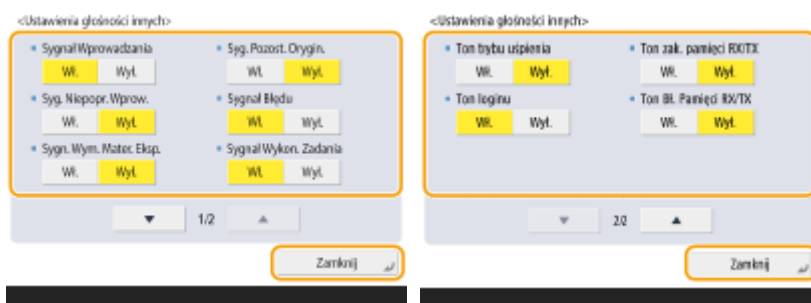 <Ustawienia głośności innych>
Sygnał Wprowadzania
Wł. Wył.
Syg. Pozost. Orygin.
Wł. Wył.
Syg. Niepopr. Wprow.
Wł. Wył.
Sygnał Błędu
Wł. Wył.
Sygn. Wym. Mater. Eksp.
Wł. Wył.
Sygnał Wykon. Zadania
Wł. Wył.
1/2
Zamknij
<Ustawienia głośności innych>
Ton trybu uśpienia
Wł. Wył.
Ton zak. pamięci RX/TX
Wł. Wył.
Ton loginu
Wł. Wył.
Ton Bł. Pamięci RX/TX
Wł. Wył.
2/2
Zamknij